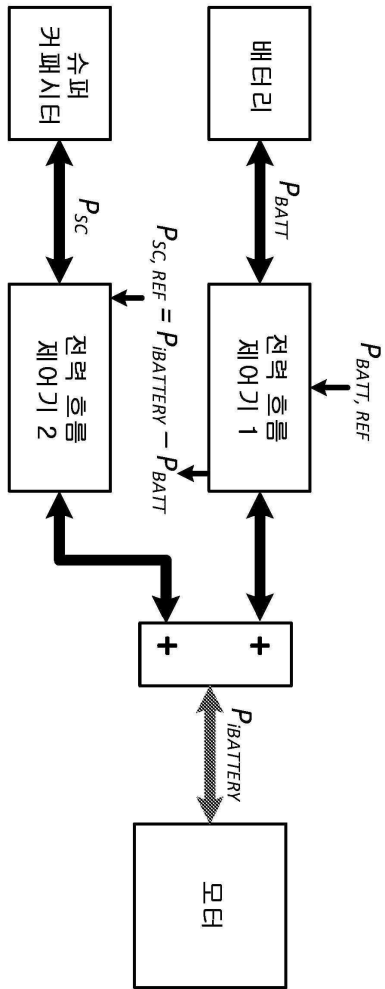 배터리
P_BATT
P_BATT, REF
전력 흐름
제어기 1
슈퍼
커패시터
P_SC
P_SC, REF = P_iBATTERY − P_BATT
전력 흐름
제어기 2
+
+
P_iBATTERY
모터